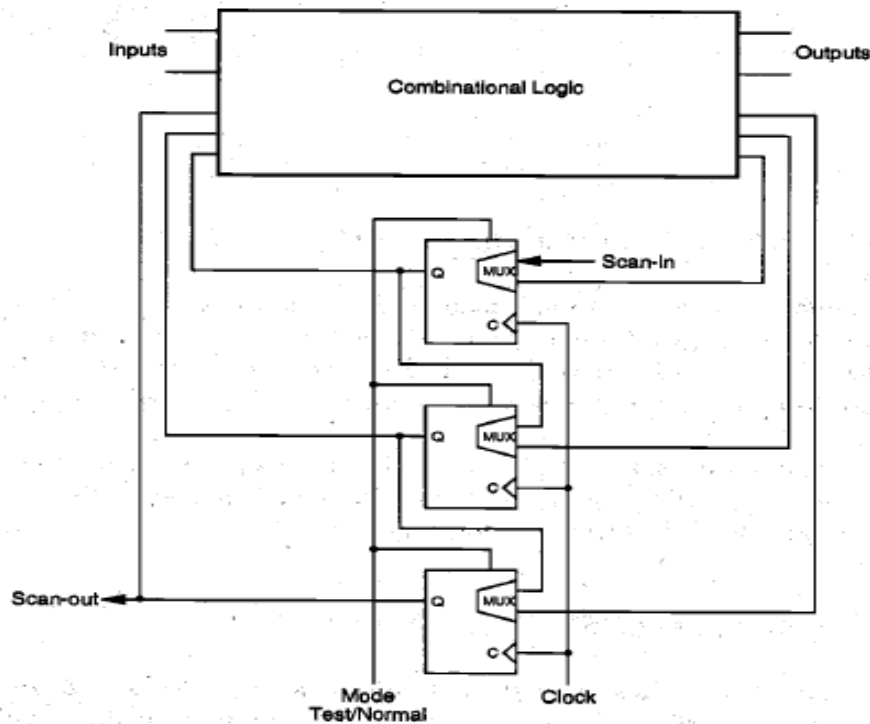 Inputs
Outputs
Combinational Logic
Q
MUX
Scan-in
C
Q
MUX
C
Scan-out
Q
MUX
C
Mode
Test/Normal
Clock